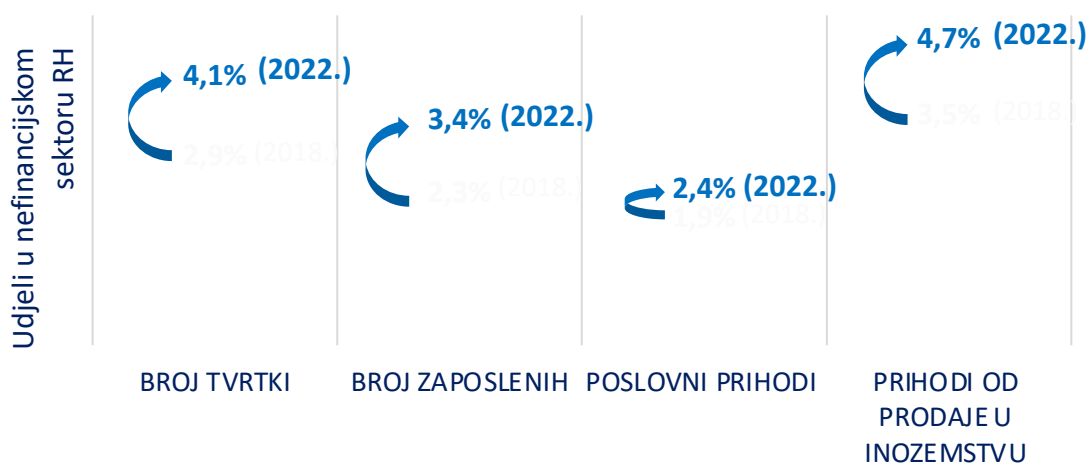 Udjeli u nefinancijskom
sektoru RH
4,1% (2022.)
2,9% (2018.)
3,4% (2022.)
2,3% (2018.)
2,4% (2022.)
1,9% (2018.)
4,7% (2022.)
3,5% (2018.)
BROJ TVRTKI
BROJ ZAPOSLENIH
POSLOVNI PRIHODI
PRIHODI OD
PRODAJE U
INOZEMSTVU